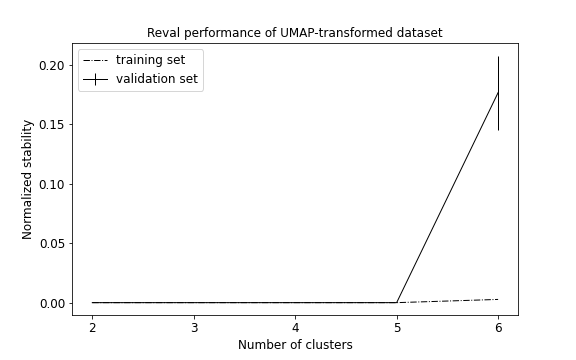 Reval performance of UMAP-transformed dataset
training set
validation set
0.20
0.15
0.10
0.05
0.00
Normalized stability
2 3 4 5 6
Number of clusters